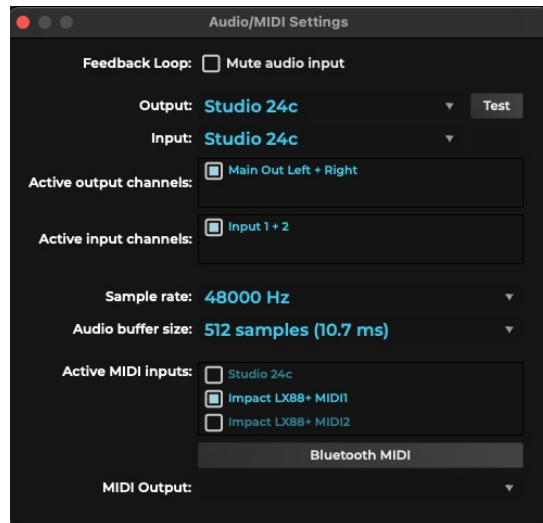 Audio/MIDI Settings
Feedback Loop: Mute audio input
Output: Studio 24c Test
Input: Studio 24c
Active output channels: Main Out Left + Right
Active input channels: Input 1 + 2
Sample rate: 48000 Hz
Audio buffer size: 512 samples (10.7 ms)
Active MIDI inputs: Studio 24c
Impact LX88+ MIDI1
Impact LX88+ MIDI2
Bluetooth MIDI
MIDI Output: